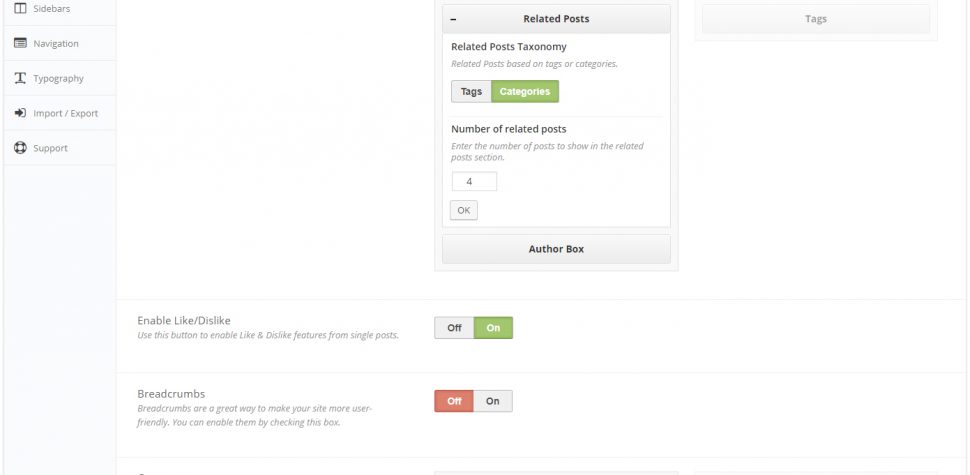 Sidebars
Navigation
Typography
Import / Export
Support
− Related Posts
Related Posts Taxonomy
Related Posts based on tags or categories.
Tags Categories
Number of related posts
Enter the number of posts to show in the related
posts section.
4
OK
Author Box
Tags
Enable Like/Dislike
Use this button to enable Like & Dislike features from single posts.
Off On
Breadcrumbs
Breadcrumbs are a great way to make your site more user-
friendly. You can enable them by checking this box.
Off On